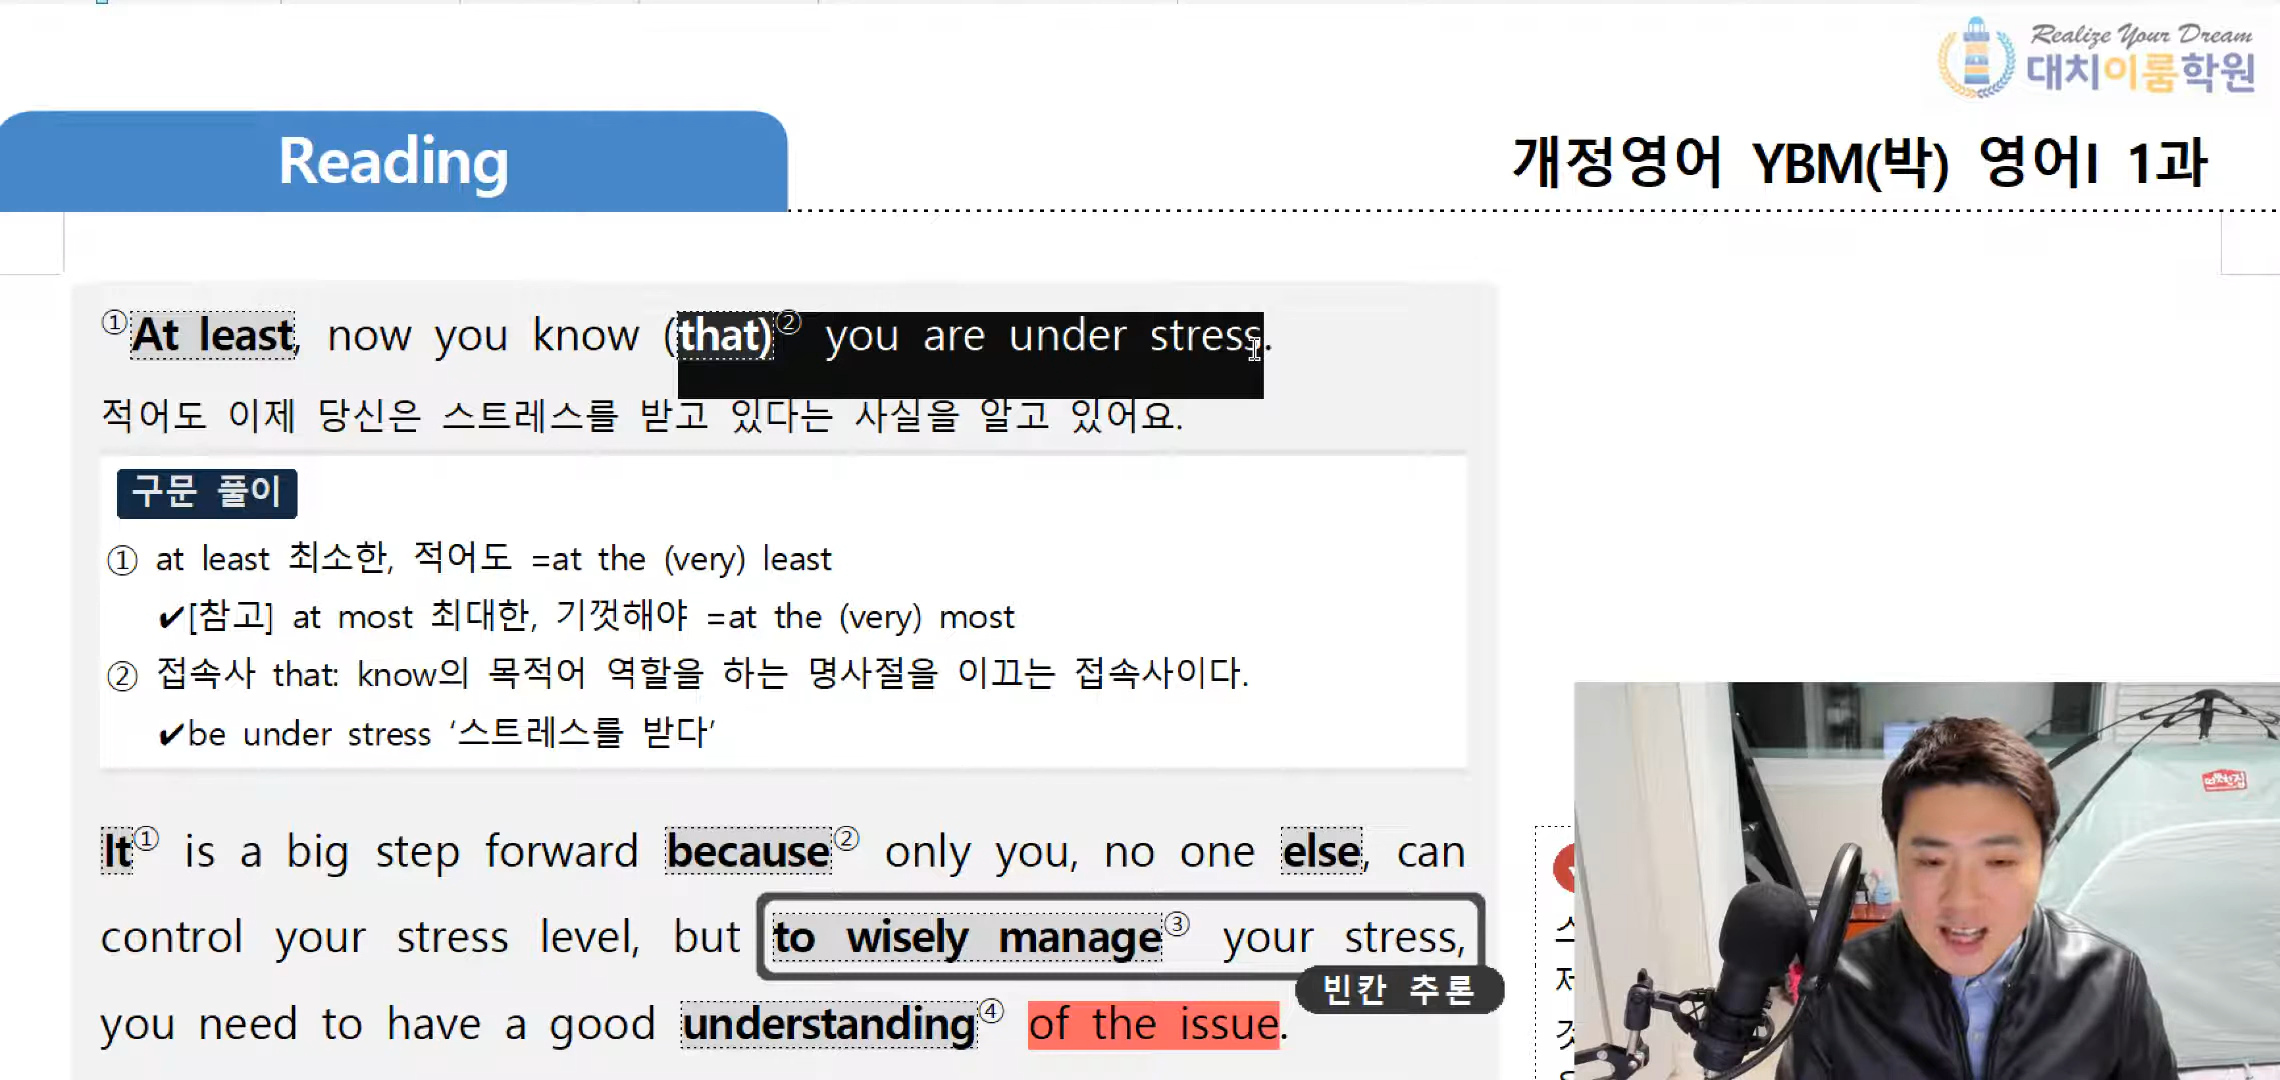 Realize Your Dream
대치이룸학원
Reading
개정영어 YBM(박) 영어I 1과
①At least, now you know (that)② you are under stress.
적어도 이제 당신은 스트레스를 받고 있다는 사실을 알고 있어요.
구문 풀이
① at least 최소한, 적어도 =at the (very) least
✔[참고] at most 최대한, 기껏해야 =at the (very) most
② 접속사 that: know의 목적어 역할을 하는 명사절을 이끄는 접속사이다.
✔be under stress ‘스트레스를 받다’
It① is a big step forward because② only you, no one else, can
control your stress level, but to wisely manage③ your stress,
빈칸 추론
you need to have a good understanding④ of the issue.